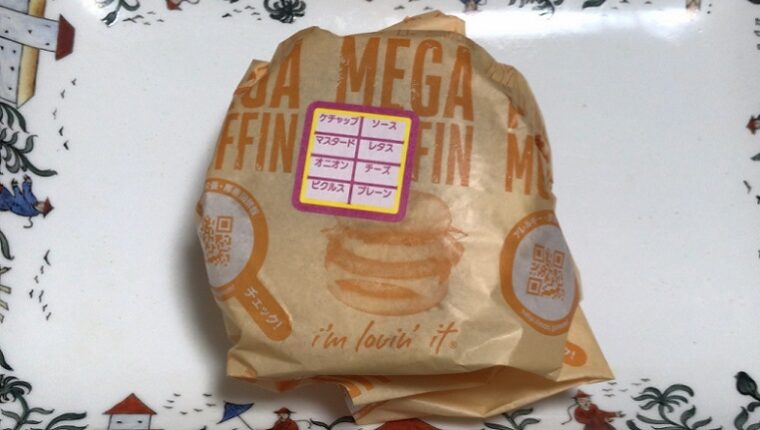 MEGA
ケチャップ ソース
マスタード レタス
オニオン チーズ
ピクルス プレーン
FFIN
FIN
チェック!
i'm lovin' it®